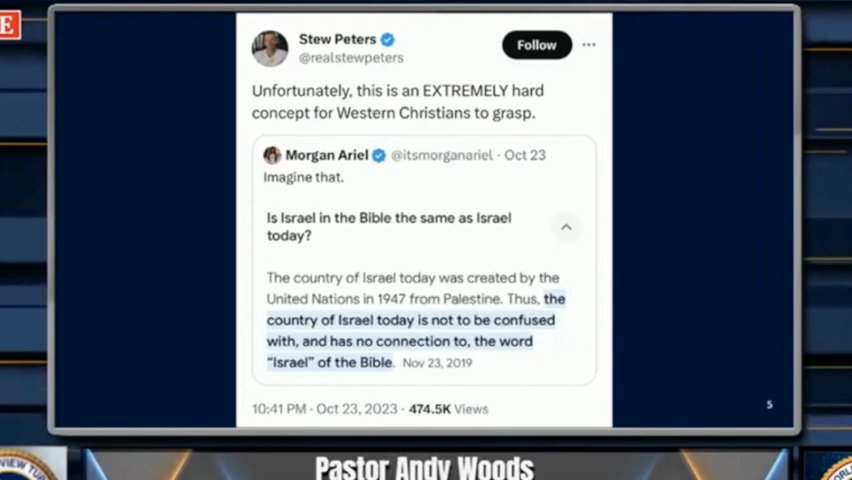 E
Stew Peters
Follow
...
@realstewpeters
Unfortunately, this is an EXTREMELY hard
concept for Western Christians to grasp.
Morgan Ariel @itsmorganariel · Oct 23
Imagine that.
Is Israel in the Bible the same as Israel
today?
The country of Israel today was created by the
United Nations in 1947 from Palestine. Thus, the
country of Israel today is not to be confused
with, and has no connection to, the word
“Israel” of the Bible. Nov 23, 2019
10:41 PM · Oct 23, 2023 · 474.5K Views
5
Pastor Andy Woods